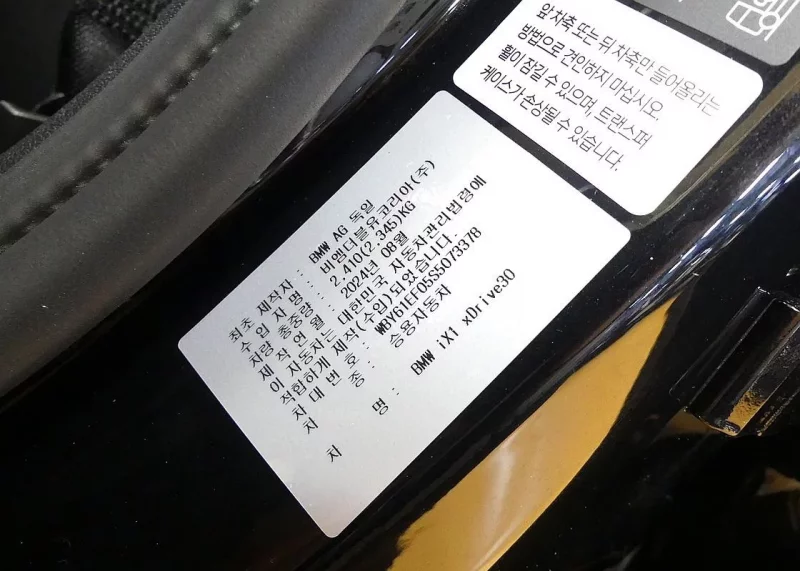 앞 차축 또는 뒤 차축만 들어올리는
방법으로 견인하지 마십시오.
휠이 잠길 수 있으며, 트랜스퍼
케이스가 손상될 수 있습니다.
최초 제작자 : BMW AG 독일
수입 자명 : 비엠더블유코리아(주)
차량 총중량 : 2.410(2.345)KG
제작연월 : 2024년 08월
이 자동차는 대한민국, 자동차관리법령에
적합하게 제작(수입)되었습니다.
차대번호 : WBY61EF05S5073378
차 종 : 승용자동차
차 명 : BMW iX1 xDrive30